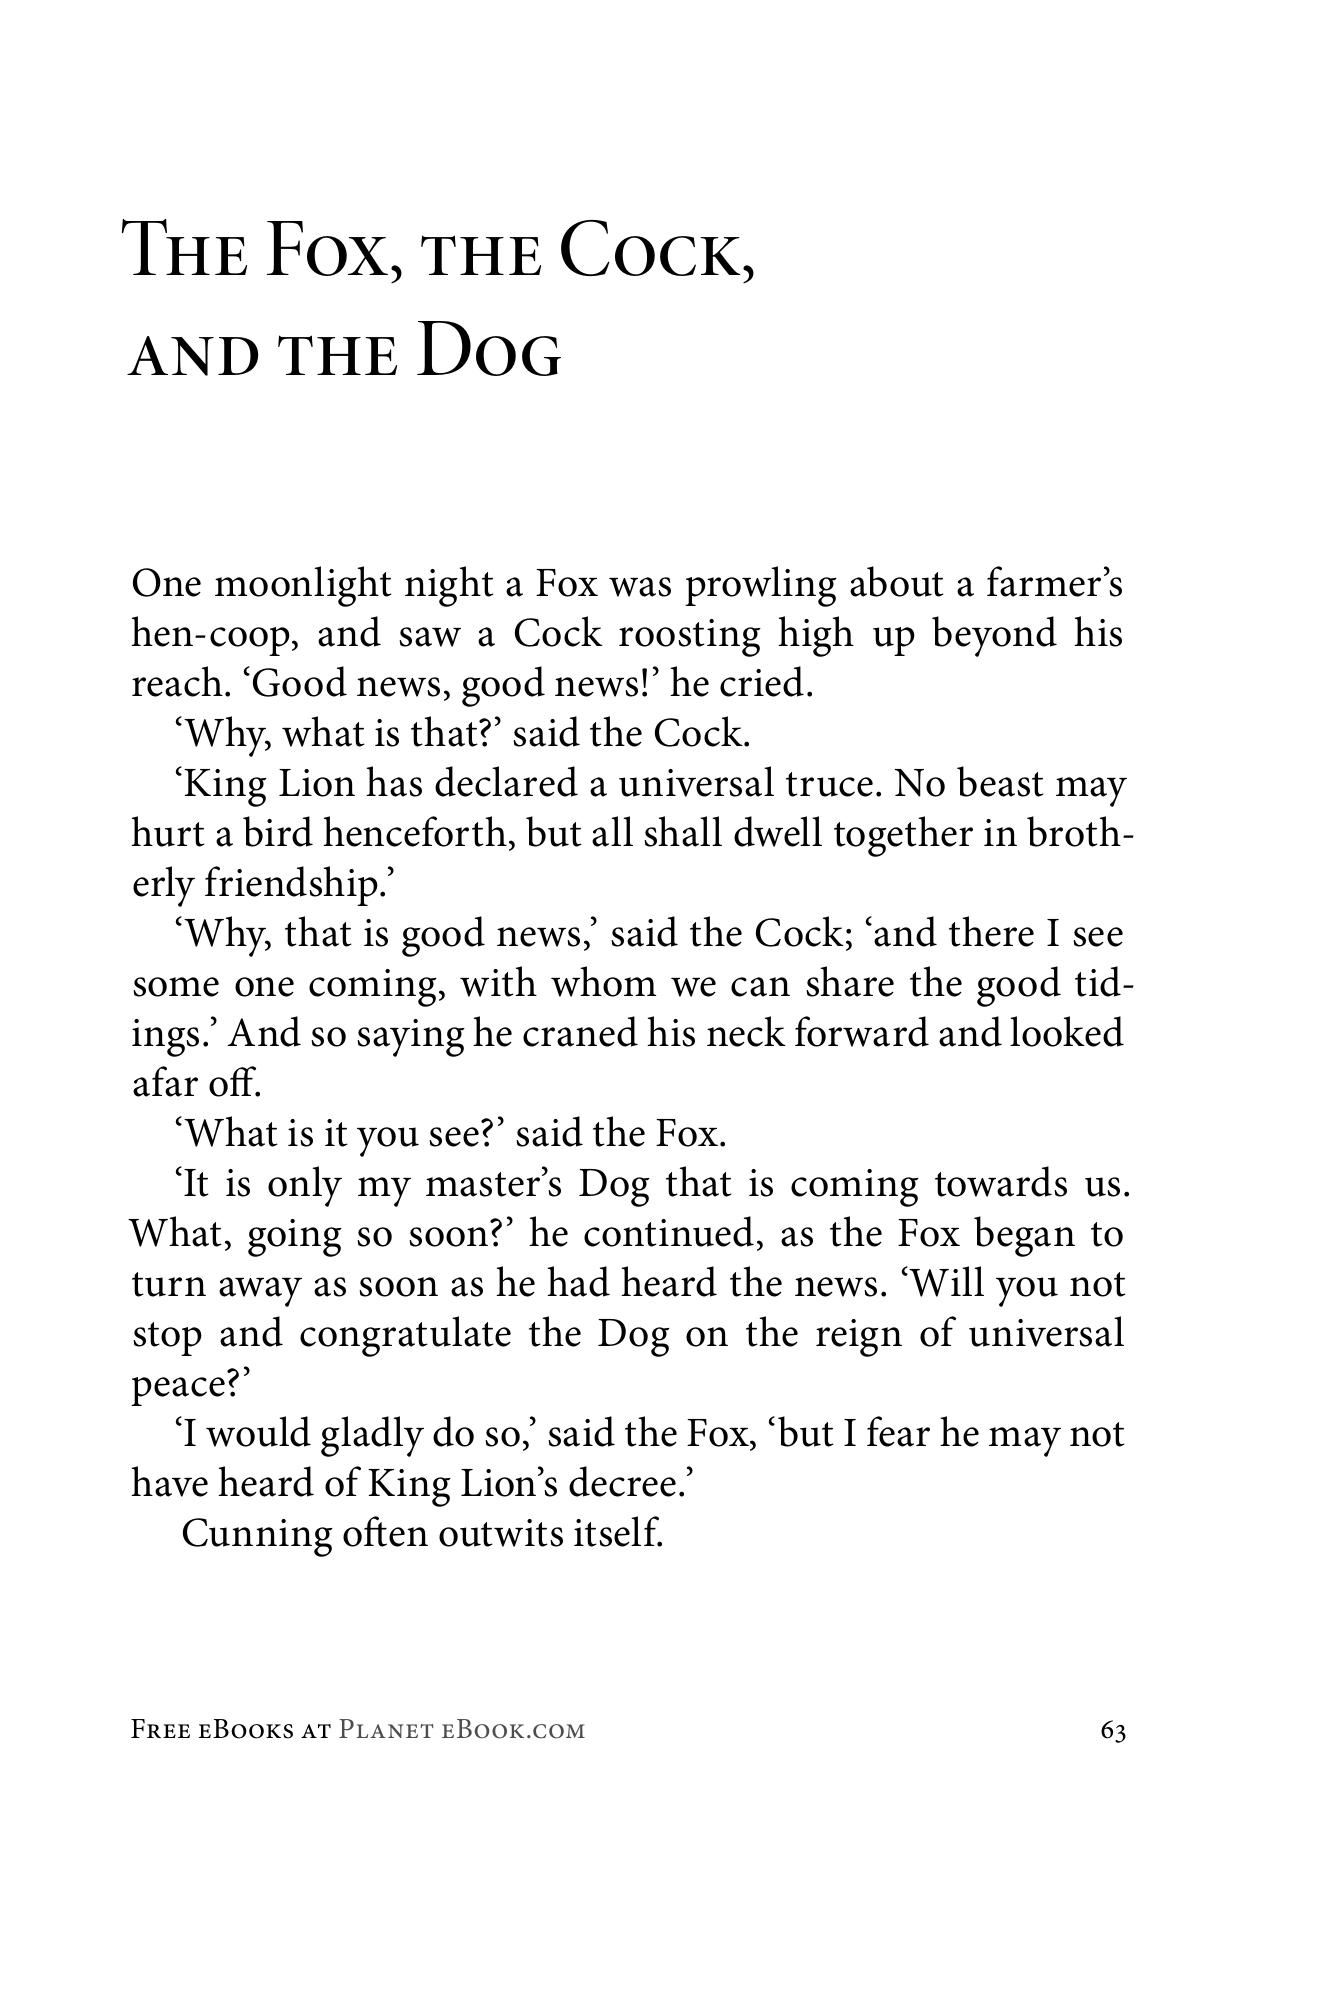 The Fox, the Cock,
and the Dog
One moonlight night a Fox was prowling about a farmer’s
hen-coop, and saw a Cock roosting high up beyond his
reach. ‘Good news, good news!’ he cried.
‘Why, what is that?’ said the Cock.
‘King Lion has declared a universal truce. No beast may
hurt a bird henceforth, but all shall dwell together in broth-
erly friendship.’
‘Why, that is good news,’ said the Cock; ‘and there I see
some one coming, with whom we can share the good tid-
ings.’ And so saying he craned his neck forward and looked
afar off.
‘What is it you see?’ said the Fox.
‘It is only my master’s Dog that is coming towards us.
What, going so soon?’ he continued, as the Fox began to
turn away as soon as he had heard the news. ‘Will you not
stop and congratulate the Dog on the reign of universal
peace?’
‘I would gladly do so,’ said the Fox, ‘but I fear he may not
have heard of King Lion’s decree.’
Cunning often outwits itself.
Free eBooks at Planet eBook.com 63